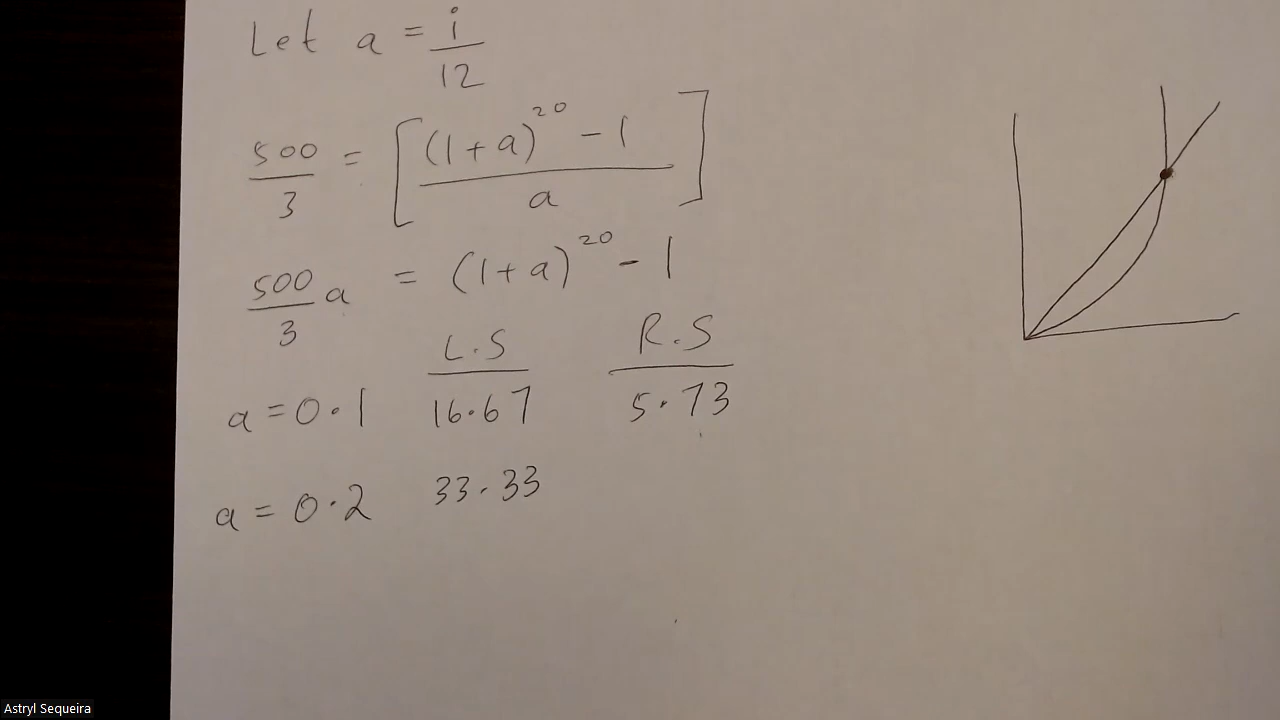 Let a = i/12
500/3 = [((1+a)^20 - 1)/a]
500/3 a = (1+a)^20 - 1
L.S R.S
a = 0.1 16.67 5.73
a = 0.2 33.33
Astryl Sequeira